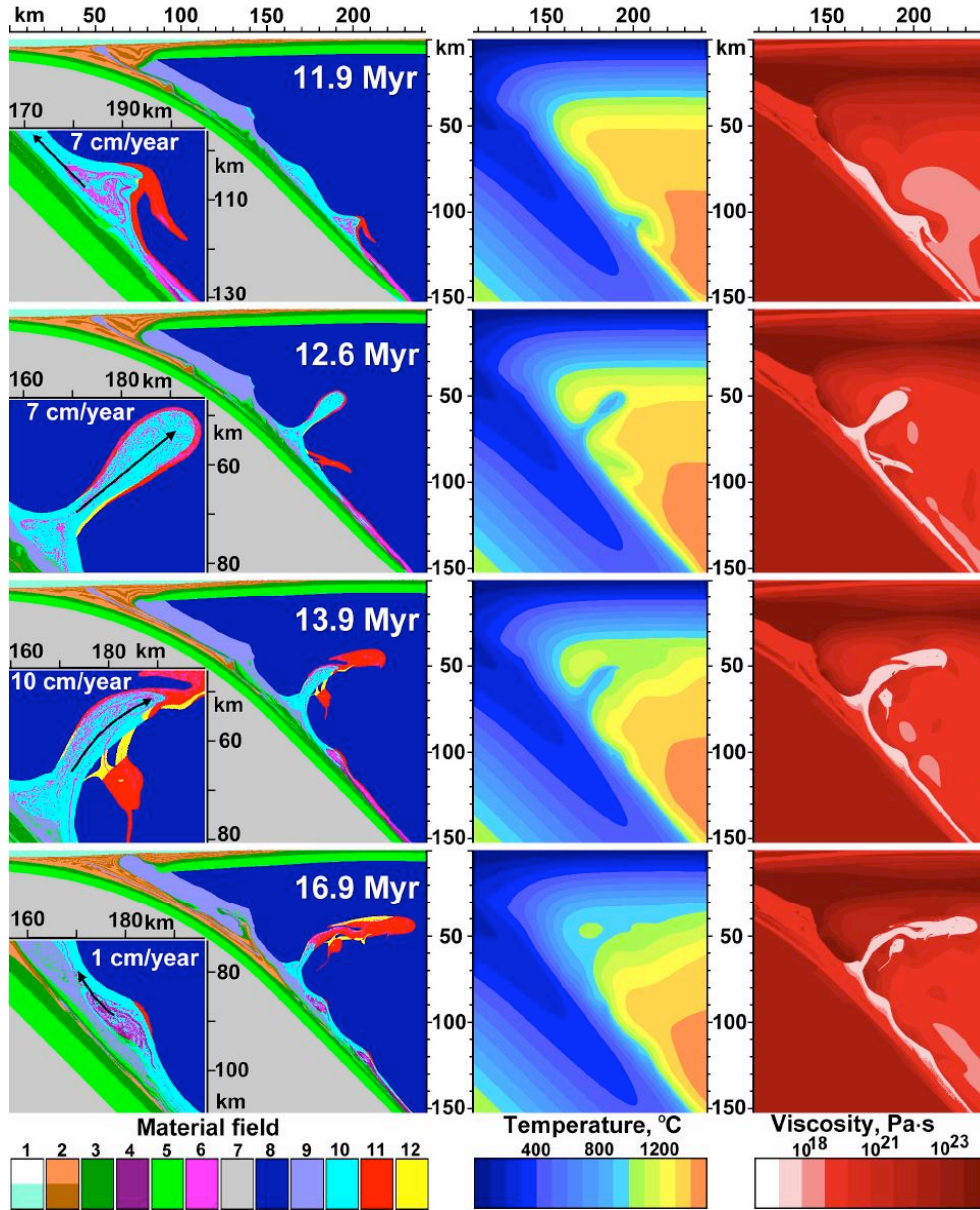 km 50 100 150 200
150 200
150 200
km
11.9 Myr
170 190 km
7 cm/year
km
110
130
50
100
150
50
100
150
12.6 Myr
160 180 km
7 cm/year
km
60
80
50
100
150
50
100
150
13.9 Myr
160 180 km
10 cm/year
km
60
80
50
100
150
50
100
150
16.9 Myr
160 180km
1 cm/year
80
100
km
50
100
150
50
100
150
Material field
1 2 3 4 5 6 7 8 9 10 11 12
Temperature, °C
400 800 1200
Viscosity, Pa·s
10^18 10^21 10^23